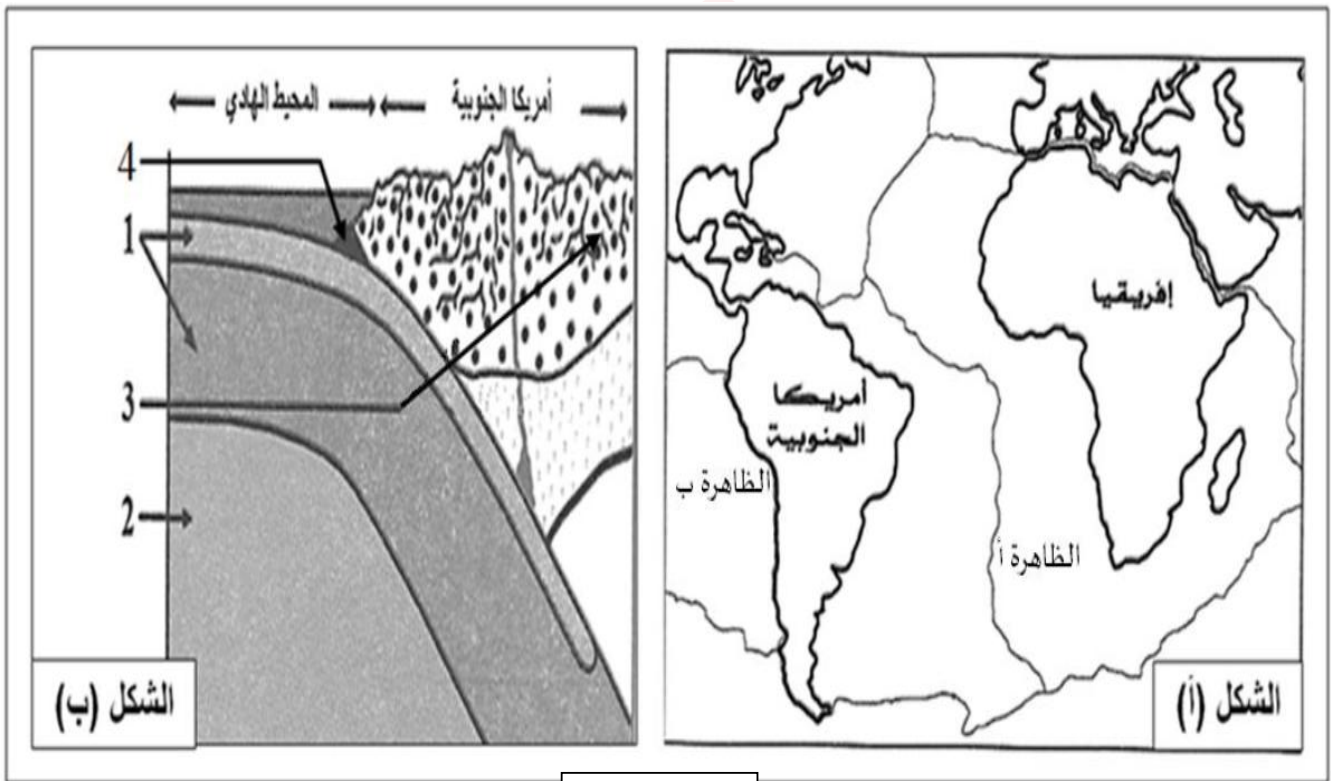 إفريقيا
أمريكا
الجنوبية
الظاهرة ب
الظاهرة أ
الشكل (أ)
أمريكا الجنوبية
المحيط الهادي
4
1
3
2
الشكل (ب)